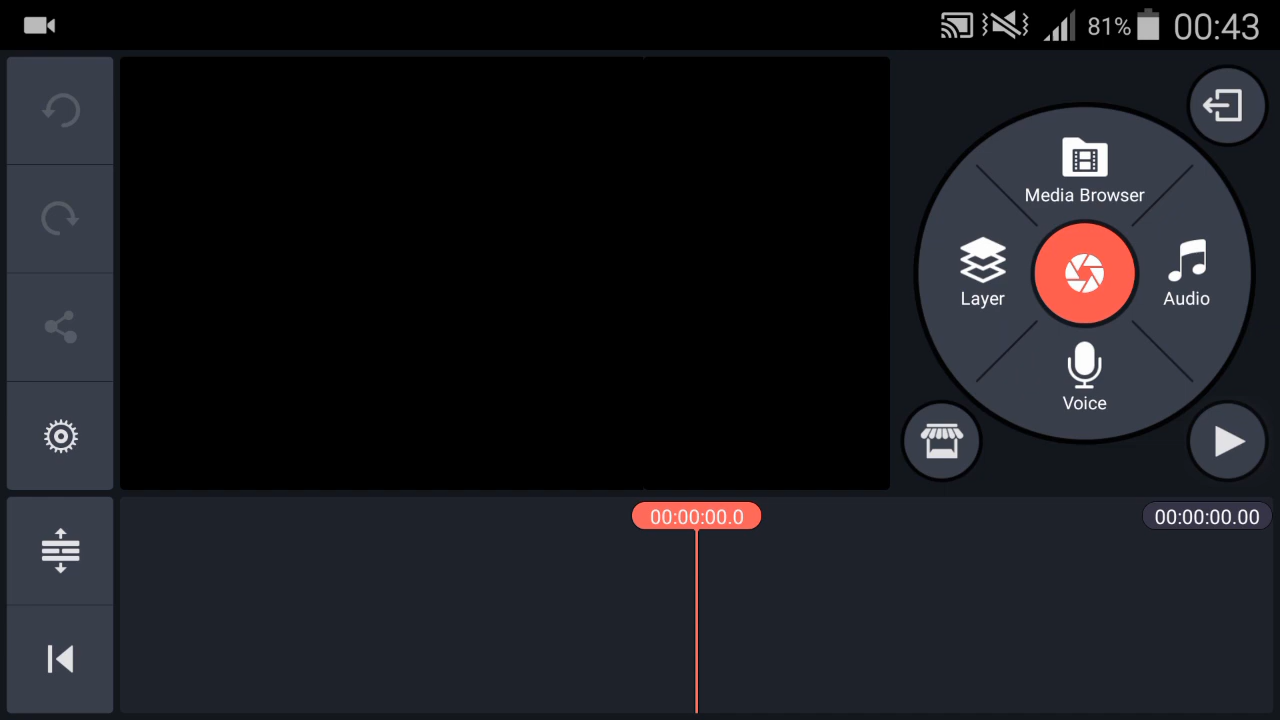 81% 00:43
Media Browser
Layer
Audio
Voice
00:00:00.0
00:00:00.00